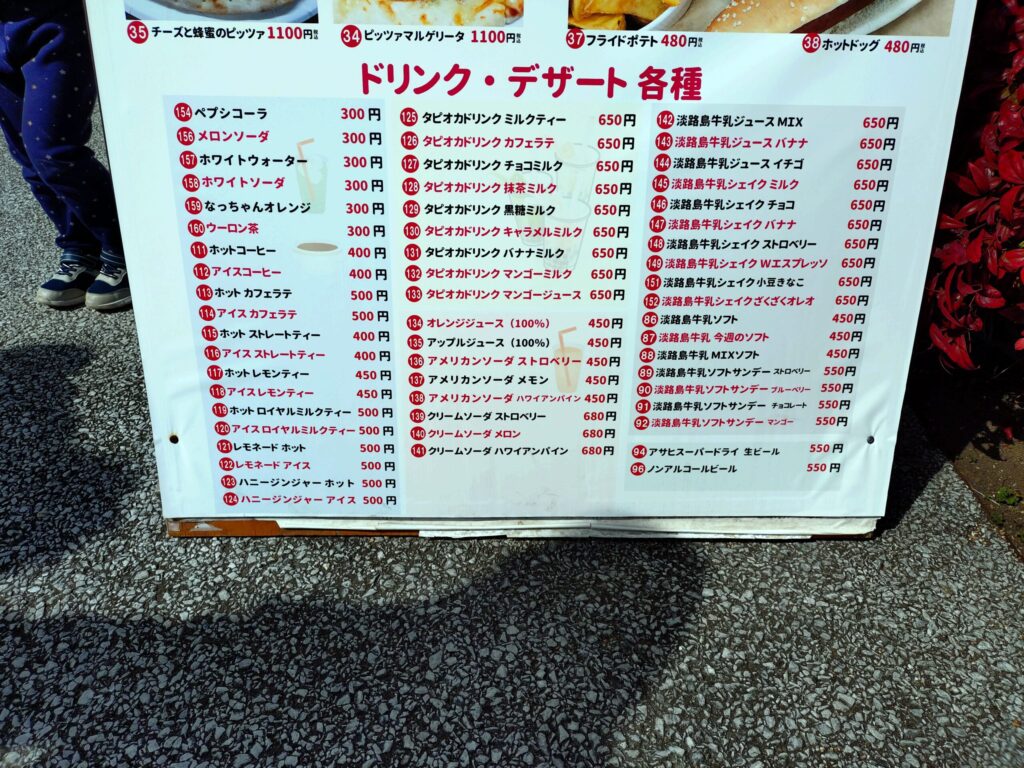 35 チーズと蜂蜜のピッツァ 1100円税込
34 ピッツァマルゲリータ 1100円税込
37 フライドポテト 480円税込
38 ホットドッグ 480円税込
ドリンク・デザート 各種
154 ペプシコーラ 300円
156 メロンソーダ 300円
157 ホワイトウォーター 300円
158 ホワイトソーダ 300円
159 なっちゃんオレンジ 300円
160 ウーロン茶 300円
111 ホットコーヒー 400円
112 アイスコーヒー 400円
113 ホット カフェラテ 500円
114 アイス カフェラテ 500円
115 ホット ストレートティー 400円
116 アイス ストレートティー 400円
117 ホット レモンティー 450円
118 アイス レモンティー 450円
119 ホット ロイヤルミルクティー 500円
120 アイス ロイヤルミルクティー 500円
121 レモネード ホット 500円
122 レモネード アイス 500円
123 ハニージンジャー ホット 500円
124 ハニージンジャー アイス 500円
125 タピオカドリンク ミルクティー 650円
126 タピオカドリンク カフェラテ 650円
127 タピオカドリンク チョコミルク 650円
128 タピオカドリンク 抹茶ミルク 650円
129 タピオカドリンク 黒糖ミルク 650円
130 タピオカドリンク キャラメルミルク 650円
131 タピオカドリンク バナナミルク 650円
132 タピオカドリンク マンゴーミルク 650円
133 タピオカドリンク マンゴージュース 650円
134 オレンジジュース（100%） 450円
135 アップルジュース（100%） 450円
136 アメリカンソーダ ストロベリー 450円
137 アメリカンソーダ メモン 450円
138 アメリカンソーダ ハワイアンパイン 450円
139 クリームソーダ ストロベリー 680円
140 クリームソーダ メロン 680円
141 クリームソーダ ハワイアンパイン 680円
142 淡路島牛乳ジュース MIX 650円
143 淡路島牛乳ジュース バナナ 650円
144 淡路島牛乳ジュース イチゴ 650円
145 淡路島牛乳シェイク ミルク 650円
146 淡路島牛乳シェイク チョコ 650円
147 淡路島牛乳シェイク バナナ 650円
148 淡路島牛乳シェイク ストロベリー 650円
149 淡路島牛乳シェイク Wエスプレッソ 650円
151 淡路島牛乳シェイク 小豆きなこ 650円
152 淡路島牛乳シェイク ざくざくオレオ 650円
86 淡路島牛乳ソフト 450円
87 淡路島牛乳 今週のソフト 450円
88 淡路島牛乳 MIXソフト 450円
89 淡路島牛乳ソフトサンデー ストロベリー 550円
90 淡路島牛乳ソフトサンデー ブルーベリー 550円
91 淡路島牛乳ソフトサンデー チョコレート 550円
92 淡路島牛乳ソフトサンデー マンゴー 550円
94 アサヒスーパードライ 生ビール 550円
96 ノンアルコールビール 550円